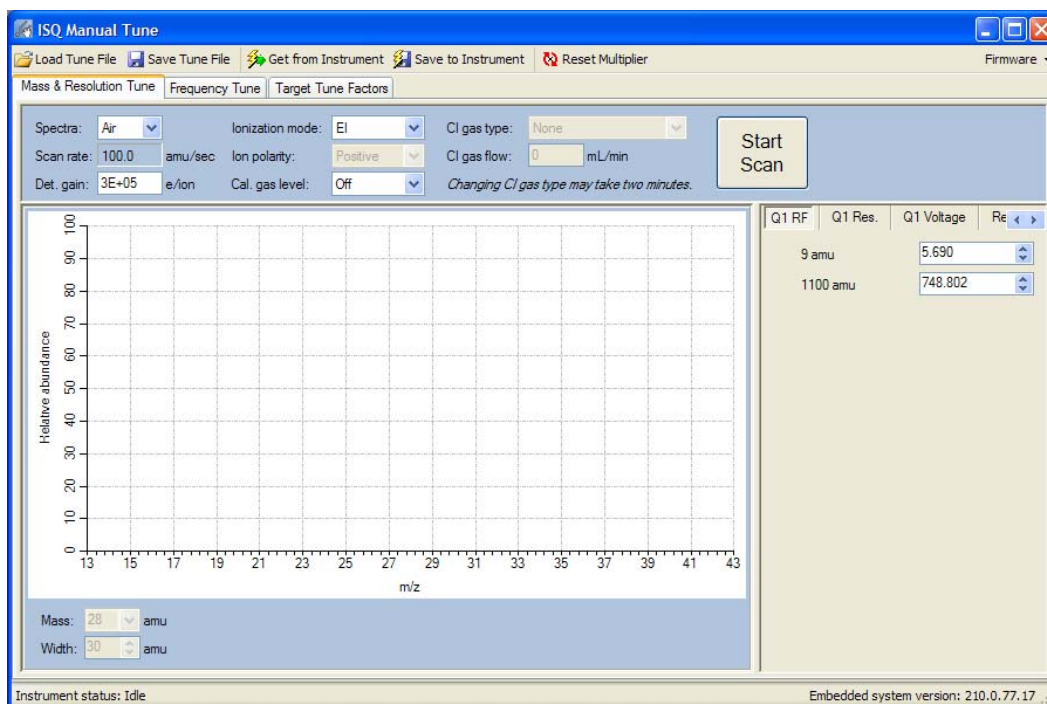 ISQ Manual Tune
Load Tune File Save Tune File Get from Instrument Save to Instrument Reset Multiplier Firmware
Mass & Resolution Tune Frequency Tune Target Tune Factors
Spectra: Air Ionization mode: EI CI gas type: None
Scan rate: 100.0 amu/sec Ion polarity: Positive CI gas flow: 0 mL/min
Det. gain: 3E+05 e/ion Cal. gas level: Off Changing CI gas type may take two minutes.
Start
Scan
Q1 RF Q1 Res. Q1 Voltage Re
9 amu 5.690
1100 amu 748.802
Relative abundance
100
90
80
70
60
50
40
30
20
10
0
13 15 17 19 21 23 25 27 29 31 33 35 37 39 41 43
m/z
Mass: 28 amu
Width: 30 amu
Instrument status: Idle Embedded system version: 210.0.77.17